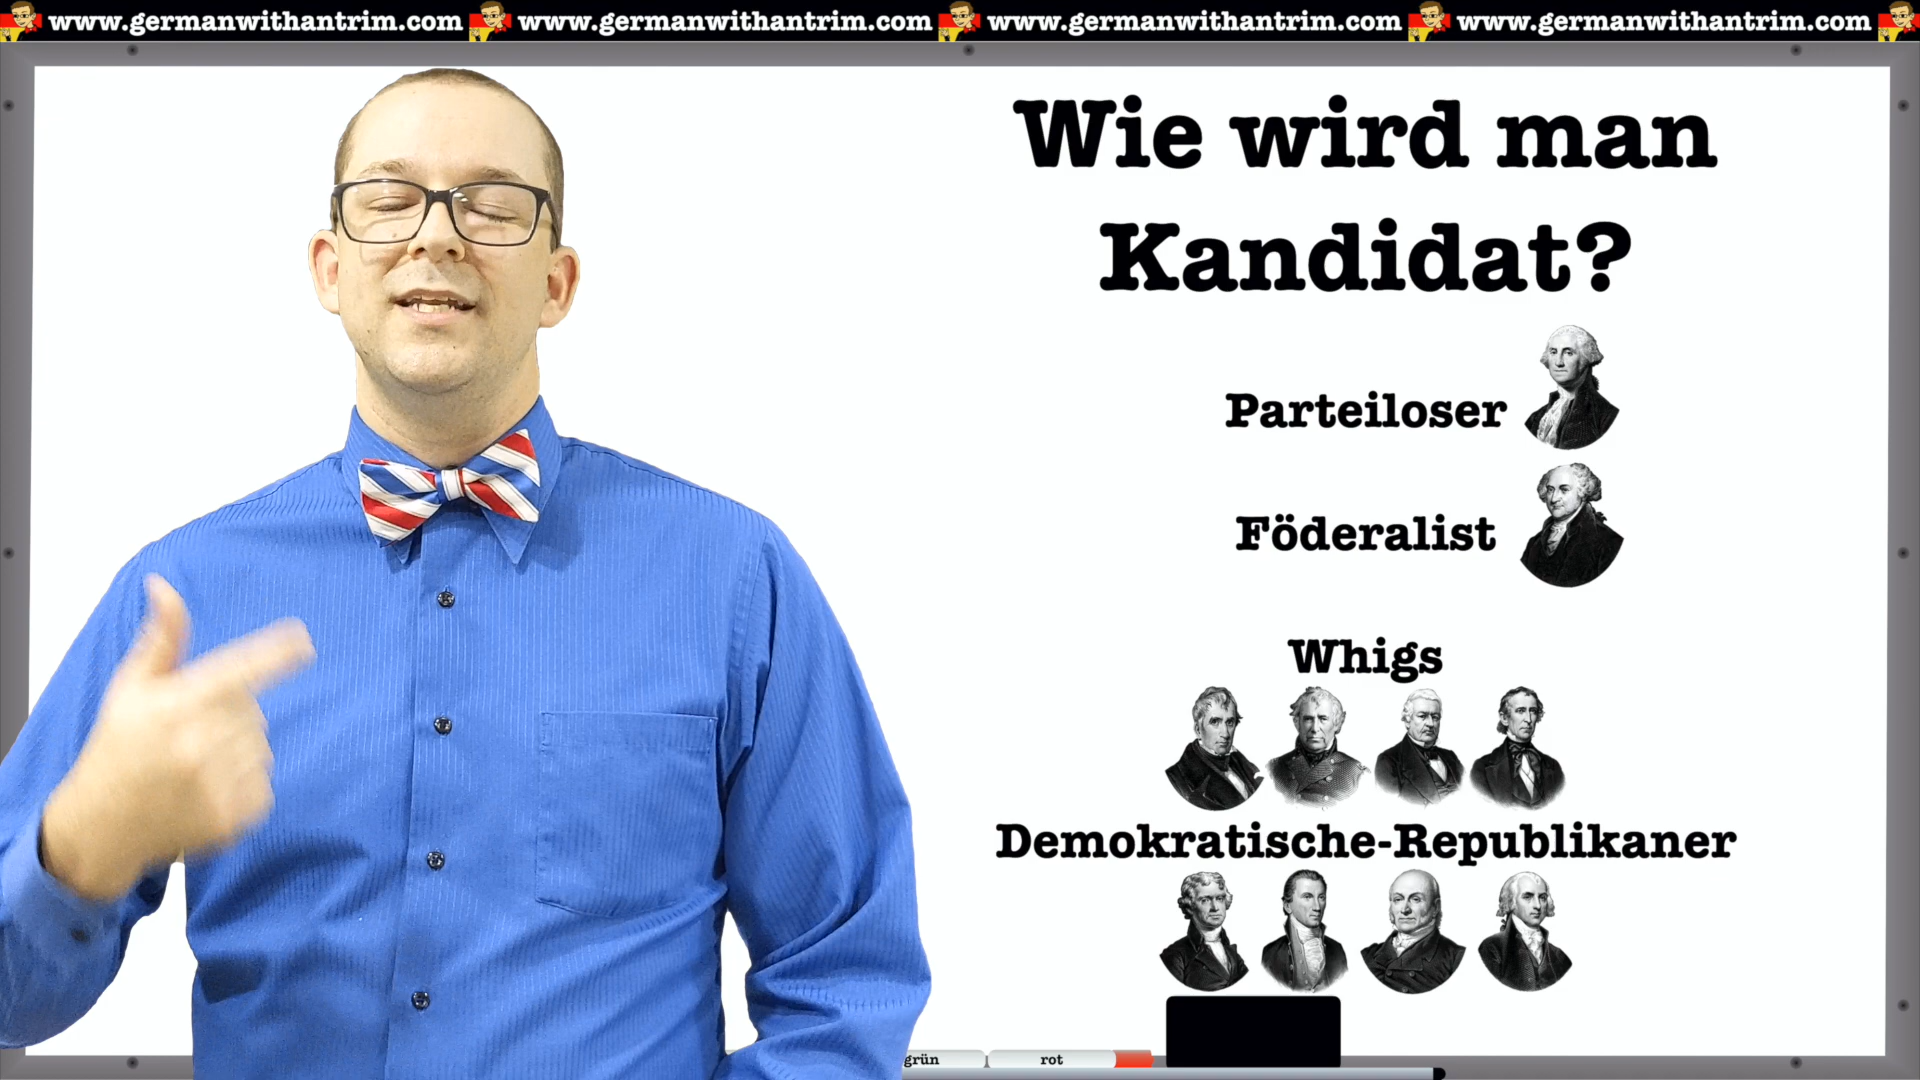 www.germanwithantrim.com www.germanwithantrim.com www.germanwithantrim.com www.germanwithantrim.com
Wie wird man
Kandidat?
Parteiloser
Föderalist
Whigs
Demokratische-Republikaner
grün rot